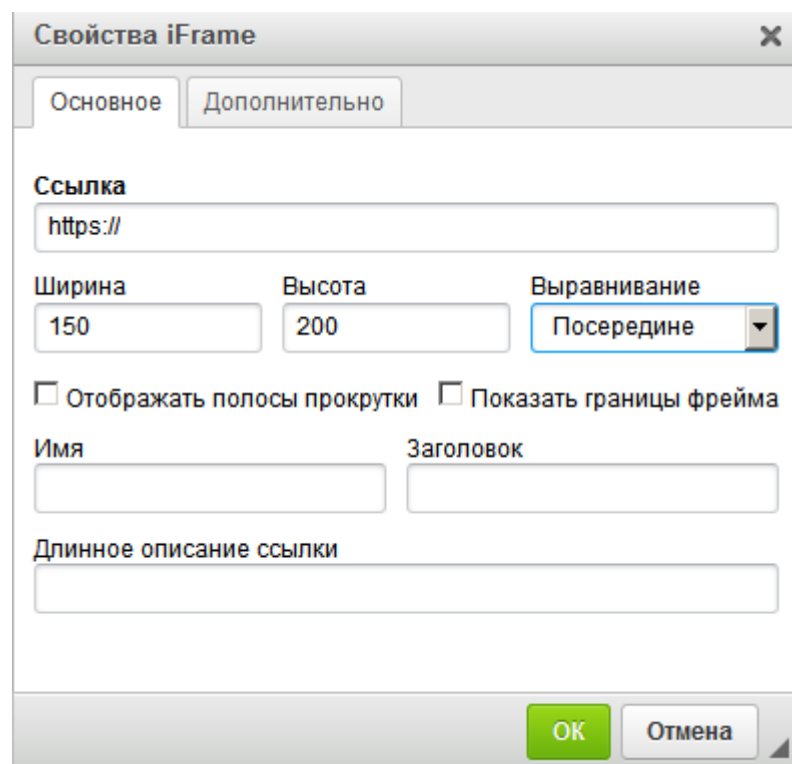 Свойства iFrame
Основное Дополнительно
Ссылка
https://
Ширина Высота Выравнивание
150 200 Посередине
Отображать полосы прокрутки Показать границы фрейма
Имя Заголовок
Длинное описание ссылки
ОК Отмена